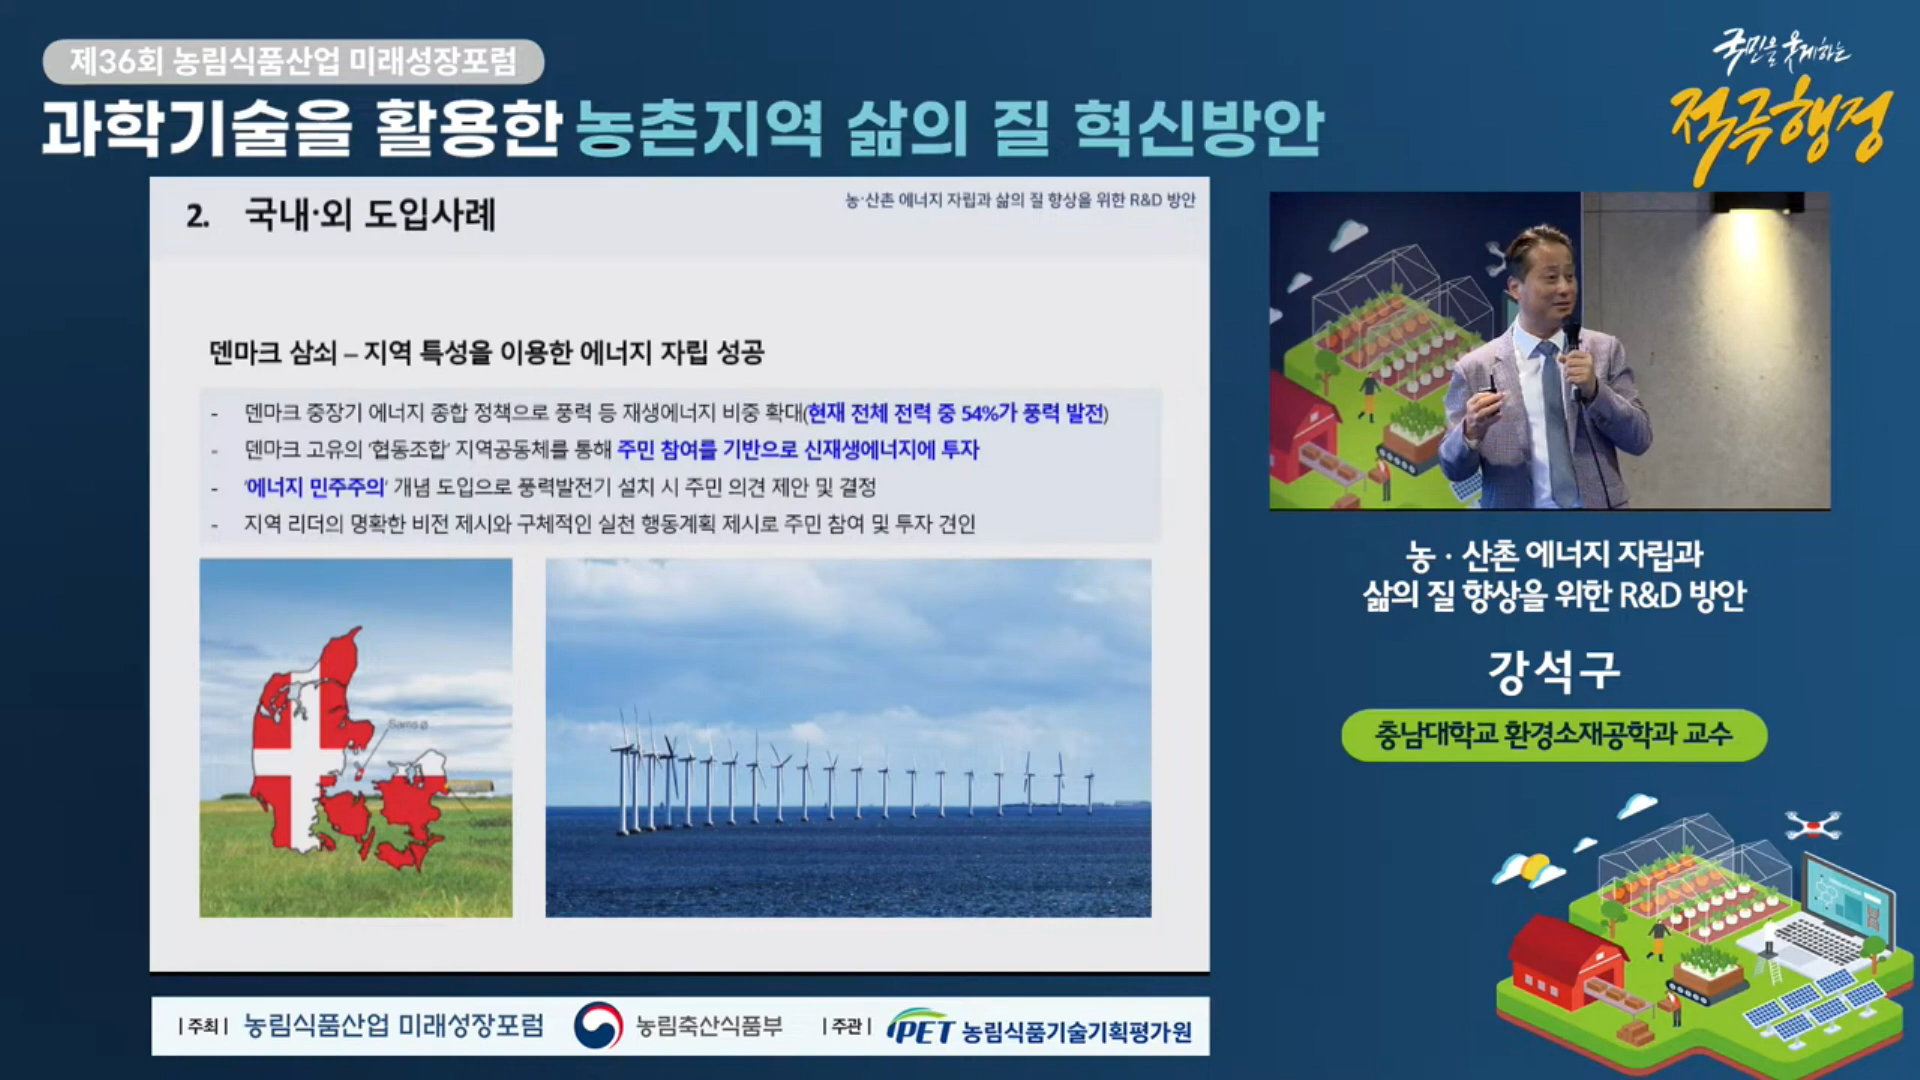 제36회 농림식품산업 미래성장포럼
과학기술을 활용한 농촌지역 삶의 질 혁신방안
국민을 웃게하는
적극행정
2. 국내·외 도입사례
농·산촌 에너지 자립과 삶의 질 향상을 위한 R&D 방안
덴마크 삼쇠 – 지역 특성을 이용한 에너지 자립 성공
- 덴마크 중장기 에너지 종합 정책으로 풍력 등 재생에너지 비중 확대(현재 전체 전력 중 54%가 풍력 발전)
- 덴마크 고유의 '협동조합' 지역공동체를 통해 주민 참여를 기반으로 신재생에너지에 투자
- '에너지 민주주의' 개념 도입으로 풍력발전기 설치 시 주민 의견 제안 및 결정
- 지역 리더의 명확한 비전 제시와 구체적인 실천 행동계획 제시로 주민 참여 및 투자 견인
Samsø
농 · 산촌 에너지 자립과
삶의 질 향상을 위한 R&D 방안
강석구
충남대학교 환경소재공학과 교수
|주최| 농림식품산업 미래성장포럼 농림축산식품부 |주관| iPET 농림식품기술기획평가원